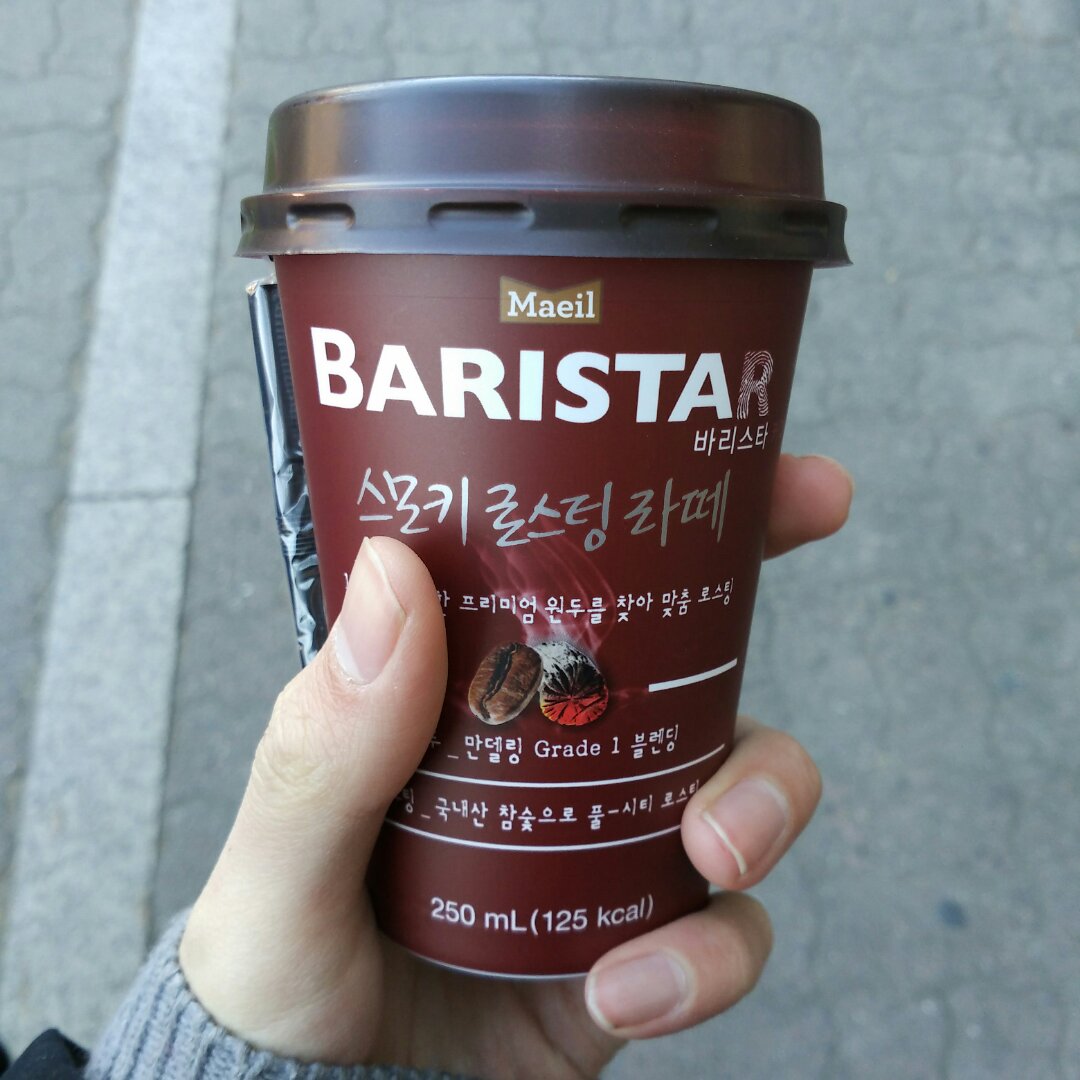 Maeil
BARISTAR
바리스타
스모키 로스팅 라떼
프리미엄 원두를 찾아 맞춤 로스팅
_ 만델링 Grade 1 블렌딩
_ 국내산 참숯으로 풀-시티 로스팅
250 mL(125 kcal)